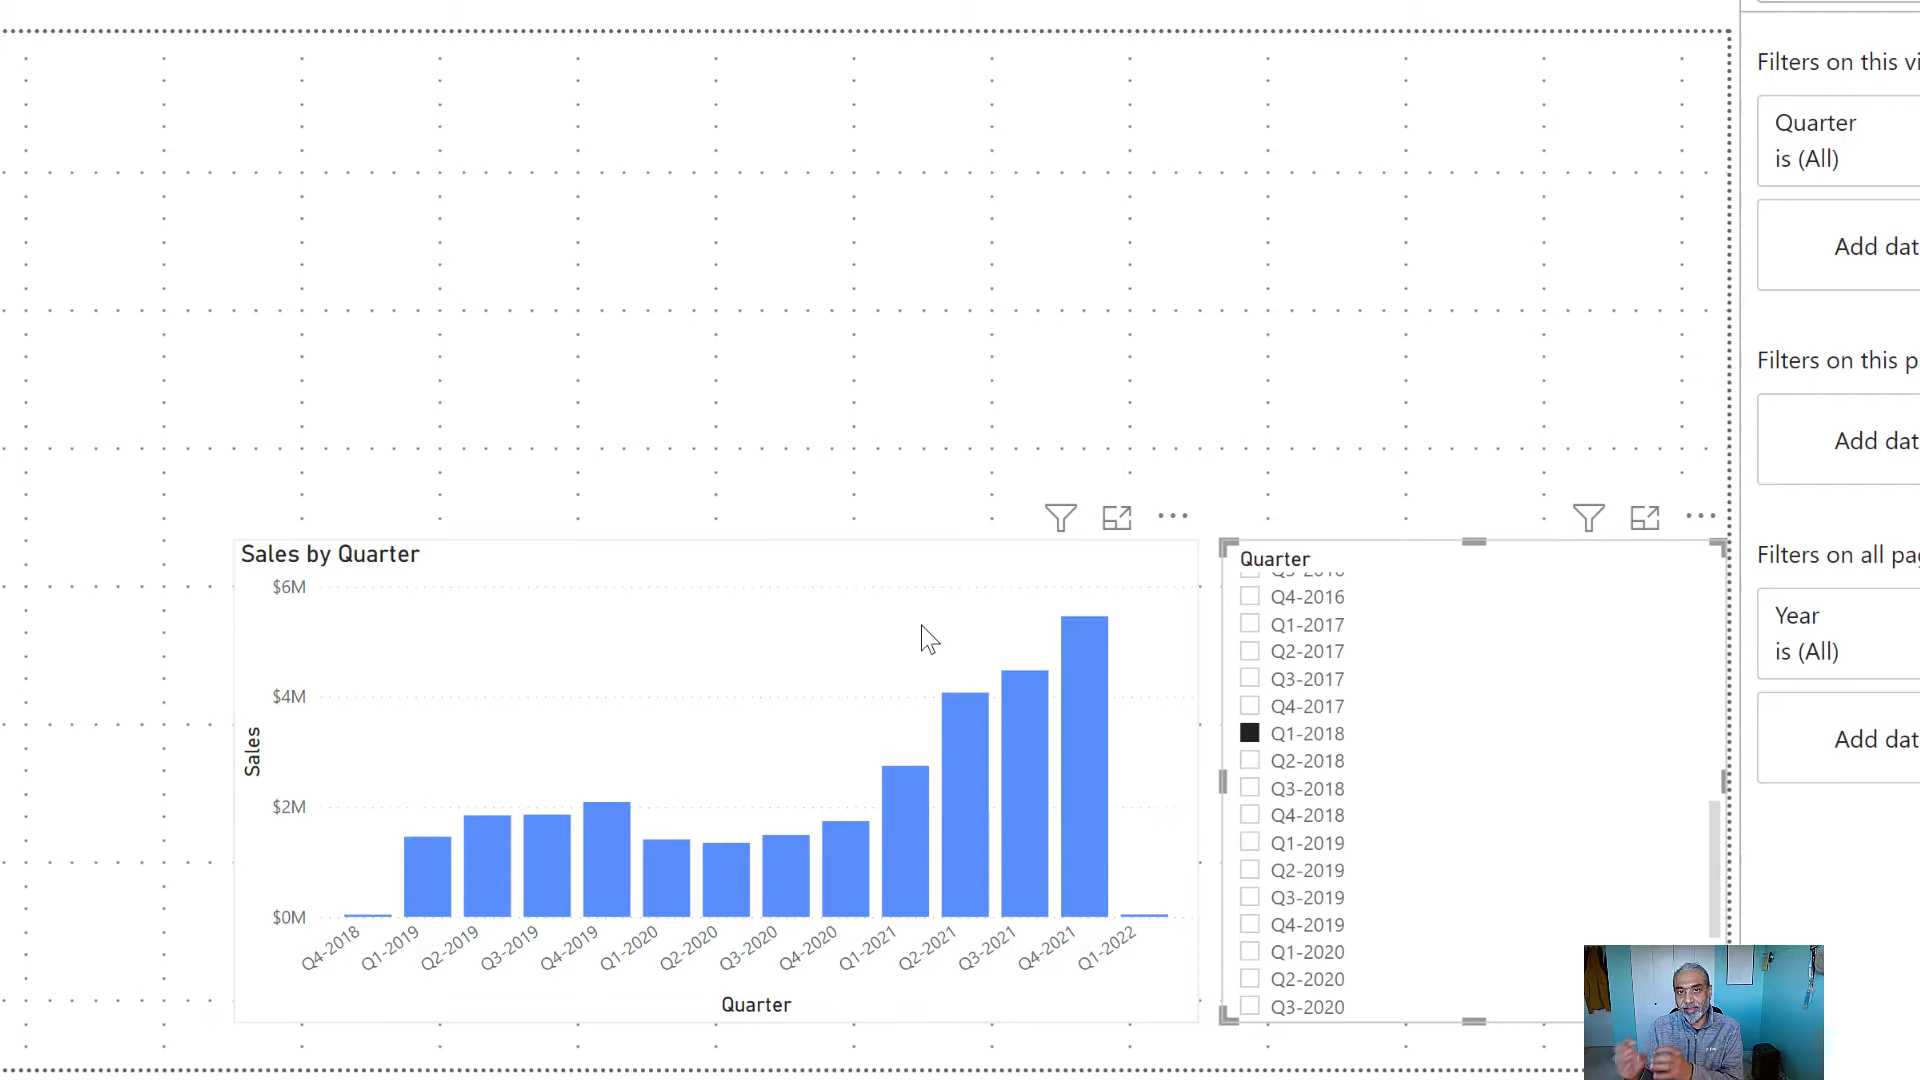 Filters on this vi
Quarter
is (All)
Add dat
Filters on this p
Add dat
Filters on all pag
Year
is (All)
Add dat
Sales by Quarter
$6M
$4M
$2M
$0M
Sales
Q4-2018
Q1-2019
Q2-2019
Q3-2019
Q4-2019
Q1-2020
Q2-2020
Q3-2020
Q4-2020
Q1-2021
Q2-2021
Q3-2021
Q4-2021
Q1-2022
Quarter
Quarter
Q4-2016
Q1-2017
Q2-2017
Q3-2017
Q4-2017
Q1-2018
Q2-2018
Q3-2018
Q4-2018
Q1-2019
Q2-2019
Q3-2019
Q4-2019
Q1-2020
Q2-2020
Q3-2020